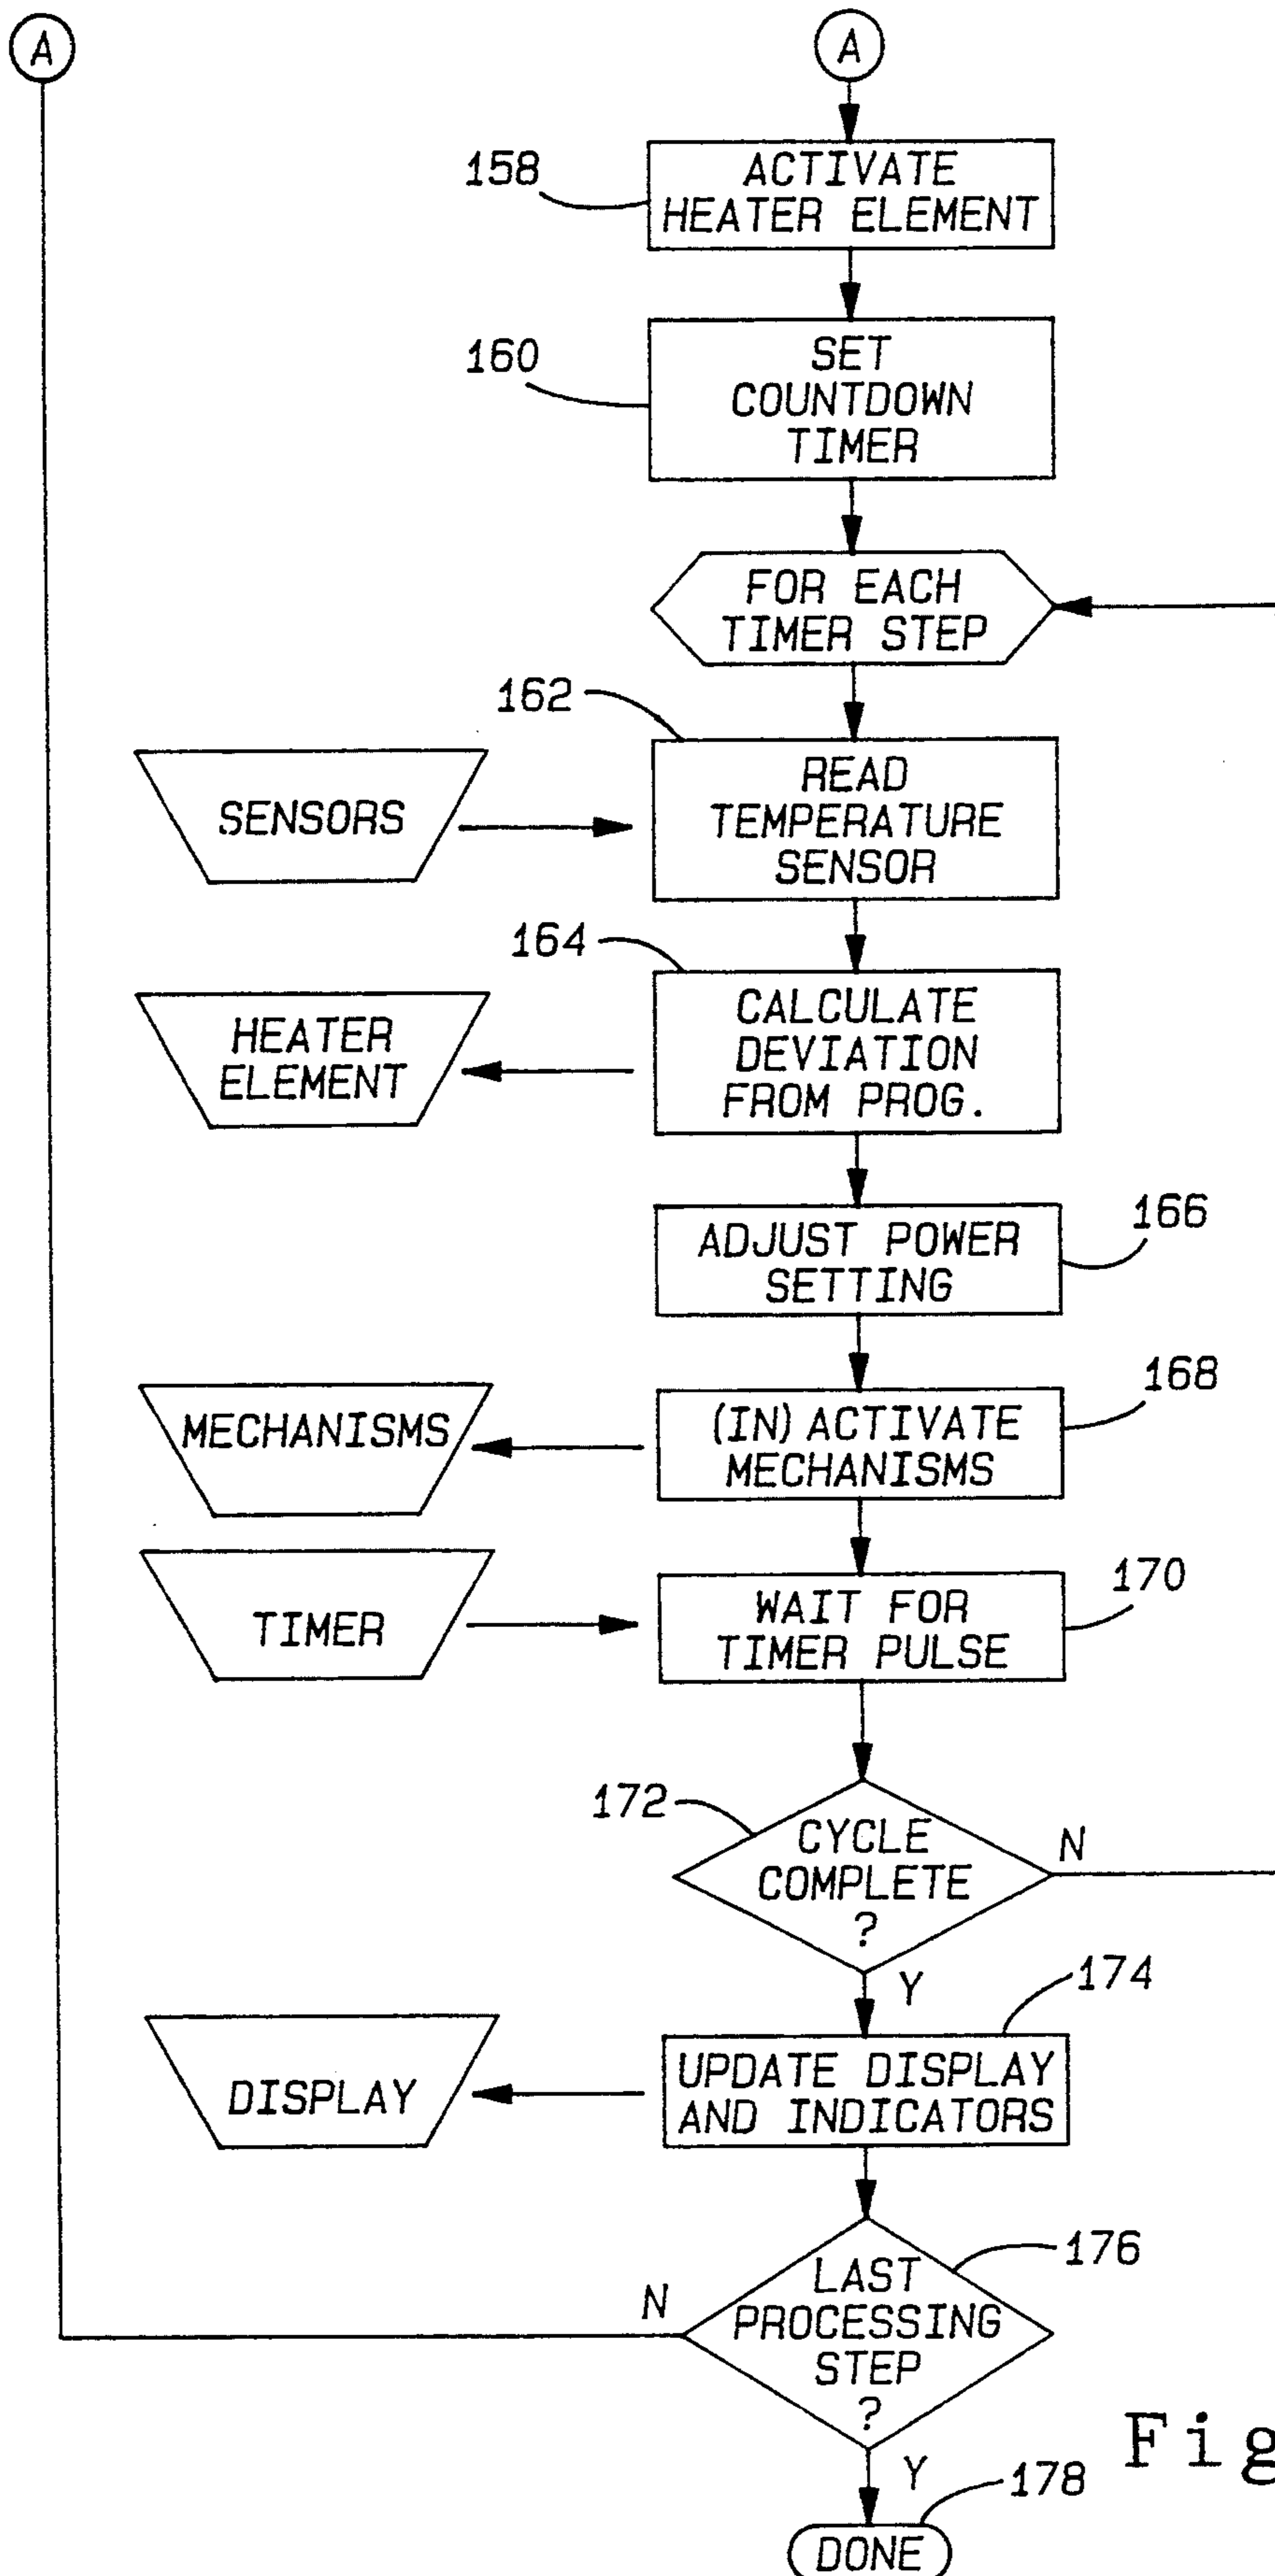 A
A
158
ACTIVATE
HEATER ELEMENT
160
SET
COUNTDOWN
TIMER
FOR EACH
TIMER STEP
162
SENSORS
READ
TEMPERATURE
SENSOR
164
HEATER
ELEMENT
CALCULATE
DEVIATION
FROM PROG.
ADJUST POWER
SETTING
166
MECHANISMS
(IN) ACTIVATE
MECHANISMS
168
TIMER
WAIT FOR
TIMER PULSE
170
172
CYCLE
COMPLETE
?
N
Y
174
DISPLAY
UPDATE DISPLAY
AND INDICATORS
176
N
LAST
PROCESSING
STEP
?
Y
Fig
178
DONE